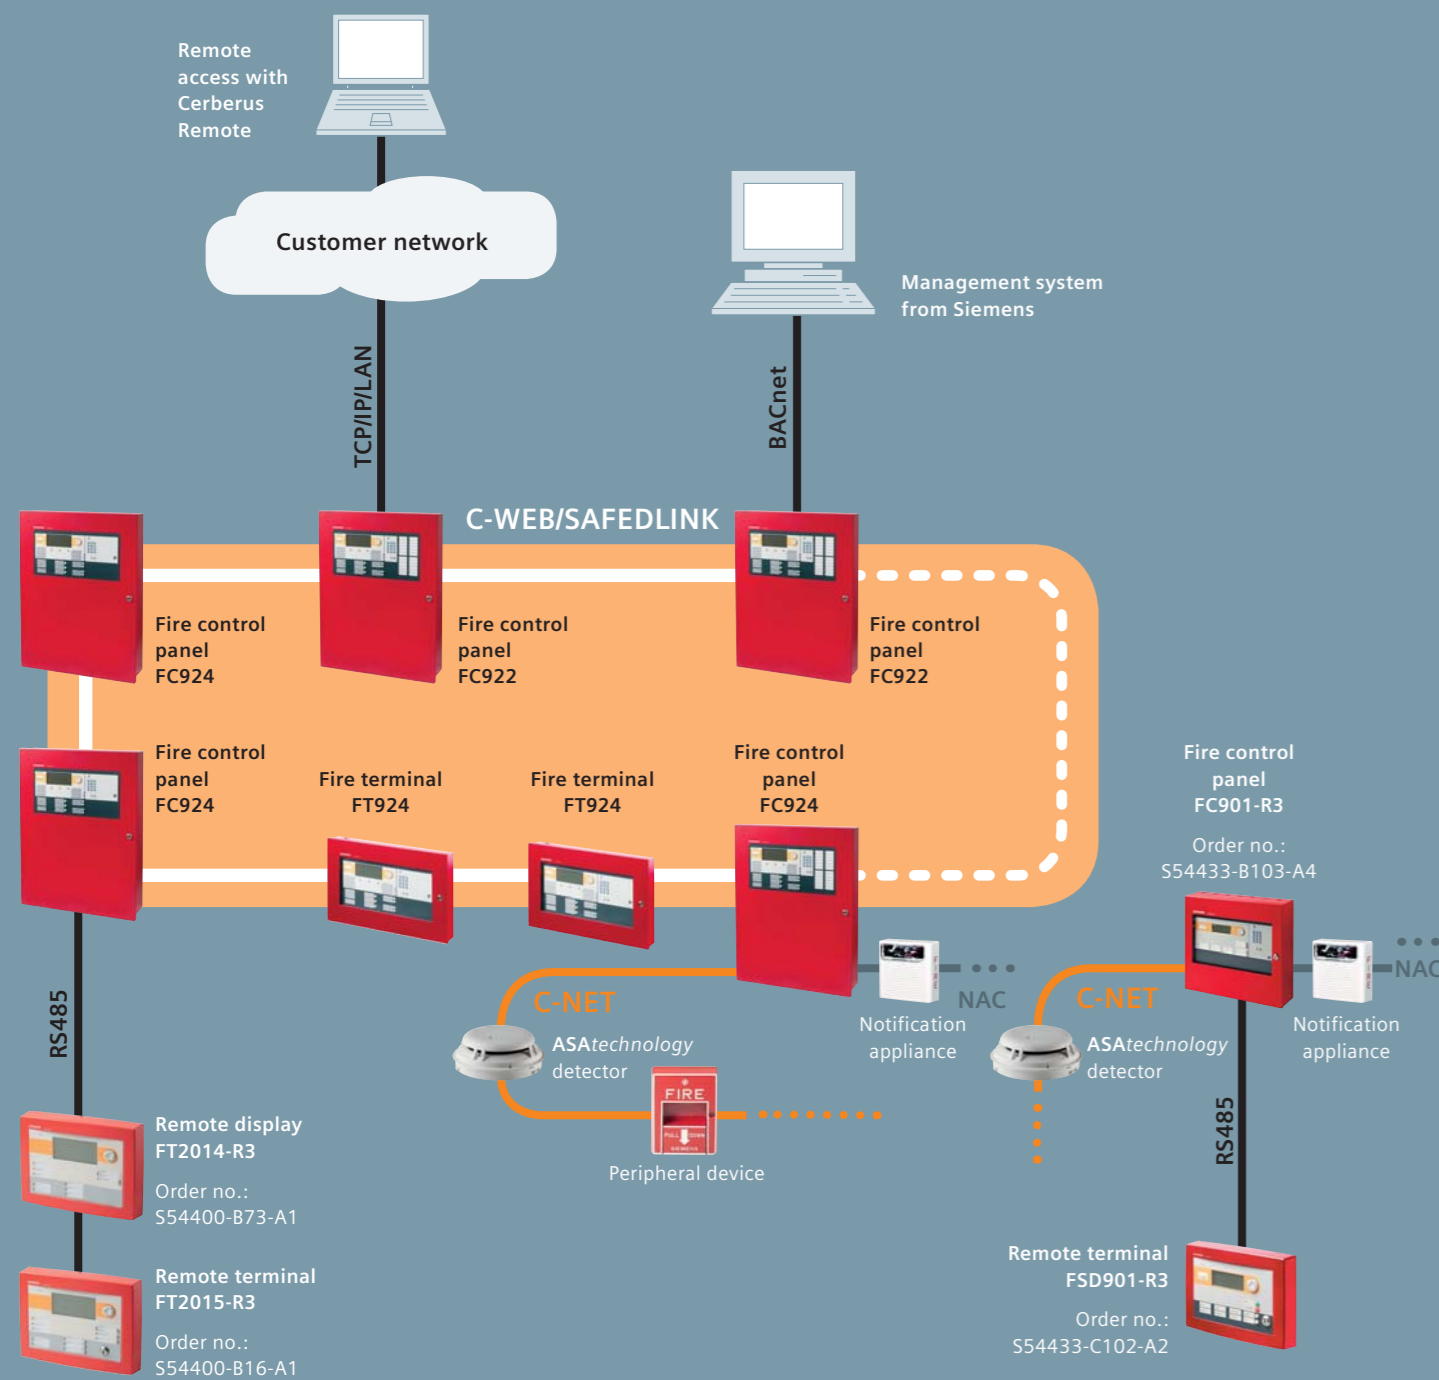 Remote
access with
Cerberus
Remote
Customer network
Management system
from Siemens
TCP/IP/LAN
BACnet
C-WEB/SAFEDLINK
Fire control
panel
FC924
Fire control
panel
FC922
Fire control
panel
FC922
Fire control
panel
FC924
Fire terminal
FT924
Fire terminal
FT924
Fire control
panel
FC924
Fire control
panel
FC901-R3
Order no.:
S54433-B103-A4
RS485
C-NET
NAC
Notification
appliance
ASAtechnology
detector
FIRE
PULL DOWN
SIEMENS
Peripheral device
C-NET
NAC
Notification
appliance
ASAtechnology
detector
RS485
Remote display
FT2014-R3
Order no.:
S54400-B73-A1
Remote terminal
FT2015-R3
Order no.:
S54400-B16-A1
Remote terminal
FSD901-R3
Order no.:
S54433-C102-A2